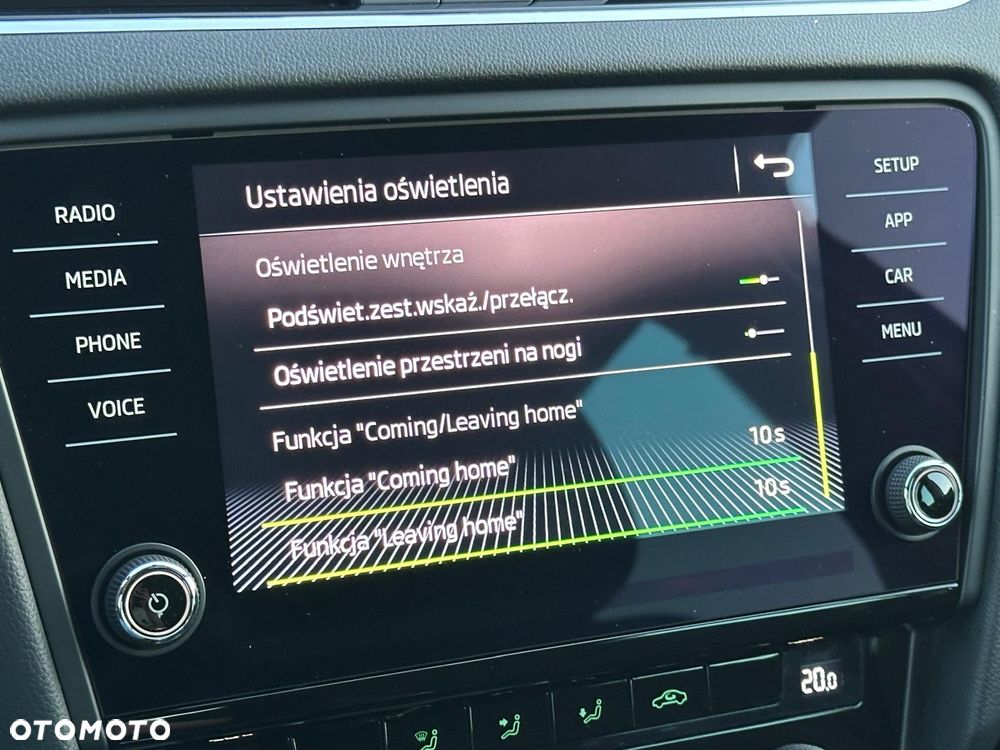 RADIO
MEDIA
PHONE
VOICE
Ustawienia oświetlenia
Oświetlenie wnętrza
Podświet.zest.wskaź./przełącz.
Oświetlenie przestrzeni na nogi
Funkcja "Coming/Leaving home"
Funkcja "Coming home" 10 s
Funkcja "Leaving home" 10 s
SETUP
APP
CAR
MENU
20.0
OTOMOTO